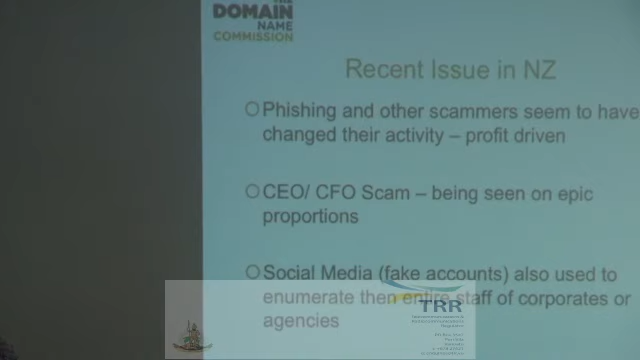 DOMAIN
NAME
COMMISSION
Recent Issue in NZ
Phishing and other scammers seem to have
changed their activity – profit driven
CEO/ CFO Scam – being seen on epic
proportions
Social Media (fake accounts) also used to
enumerate then entire staff of corporates or
agencies
TRR